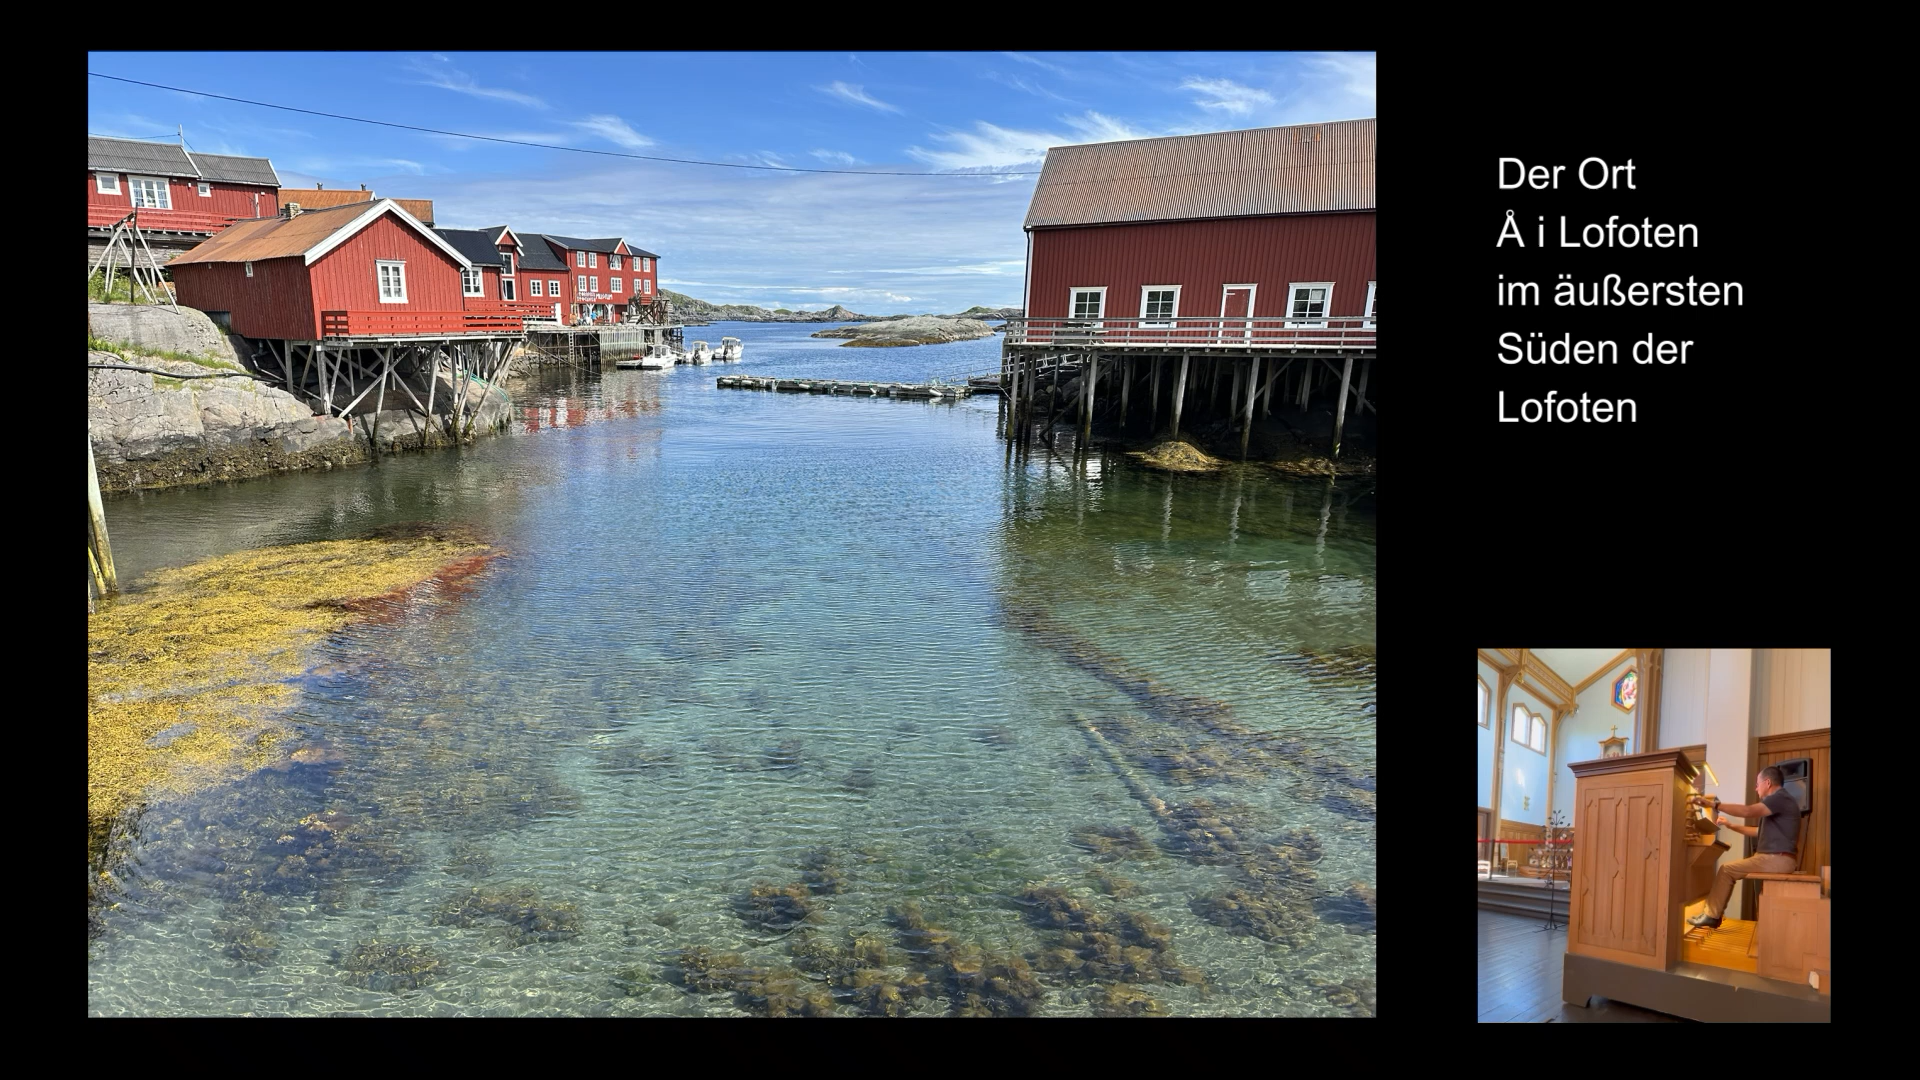 Der Ort
Å i Lofoten
im äußersten
Süden der
Lofoten